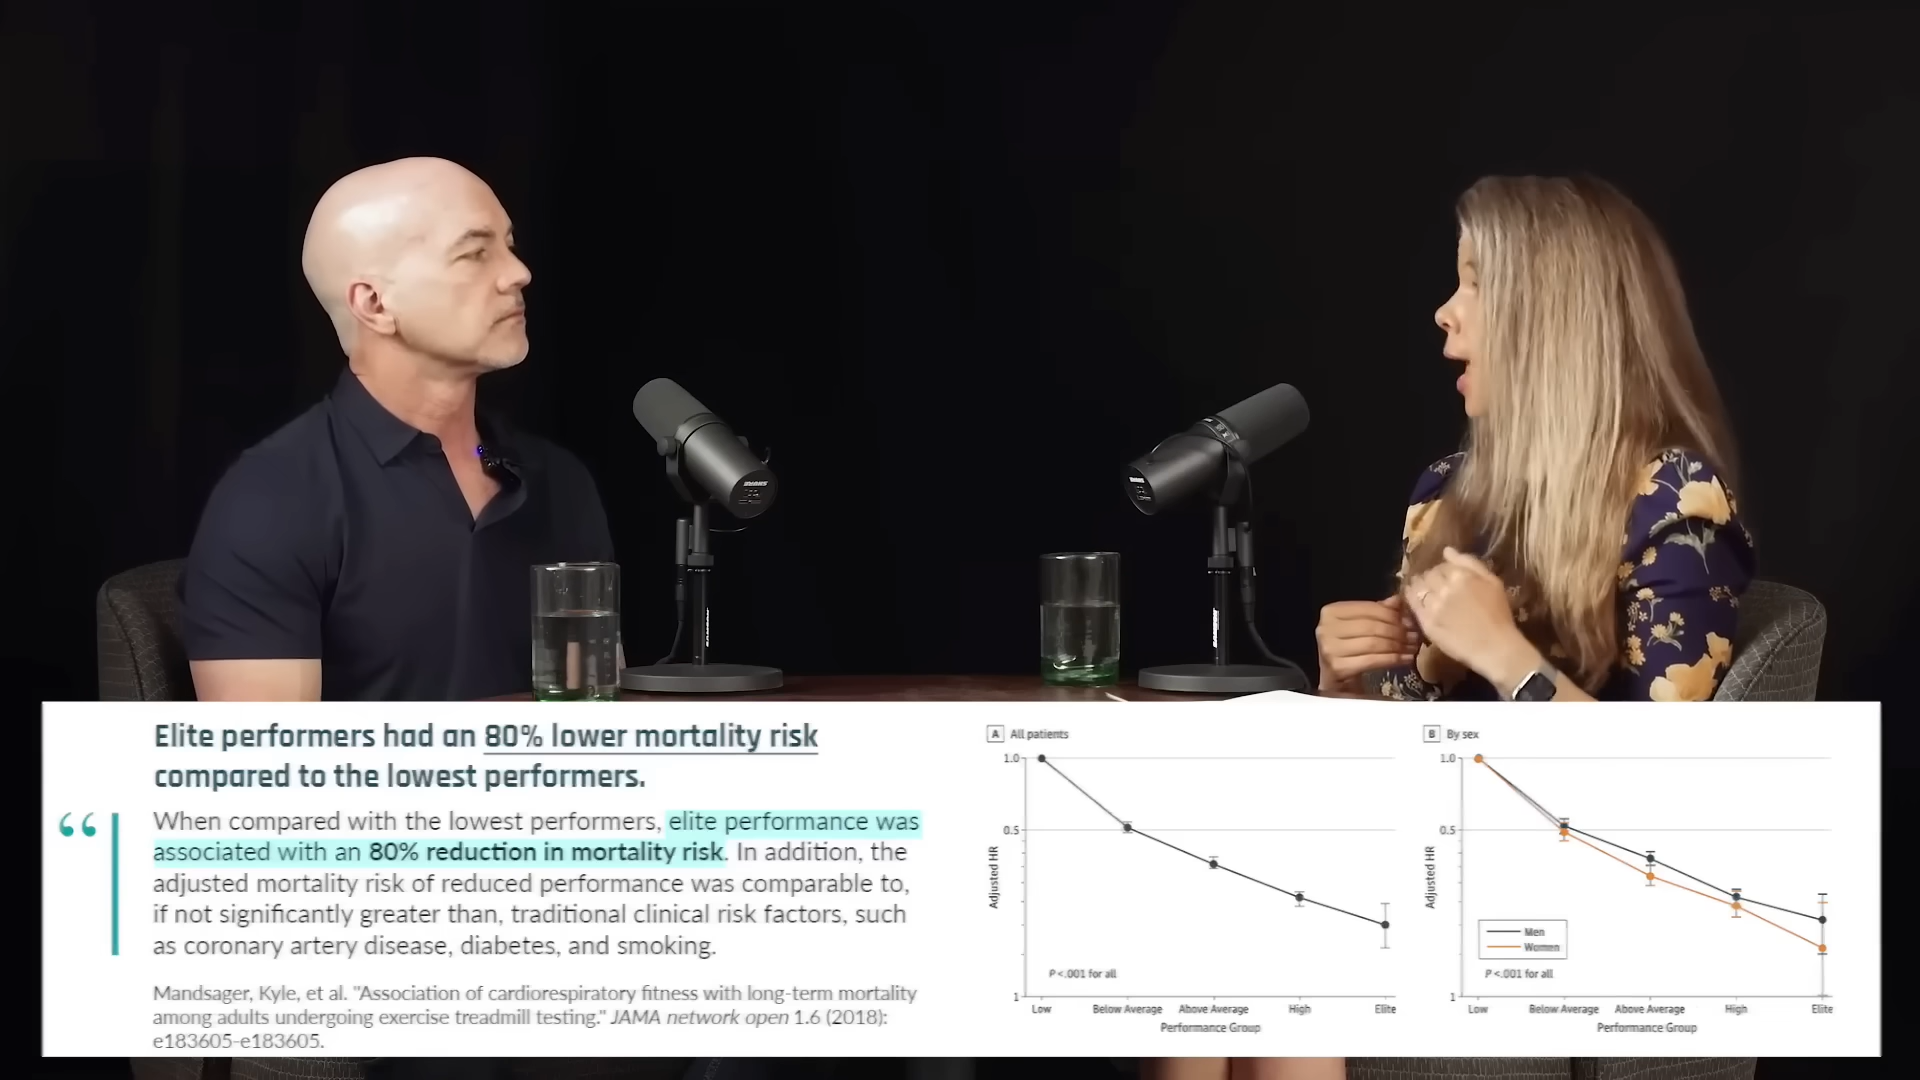 Elite performers had an 80% lower mortality risk
compared to the lowest performers.
“
When compared with the lowest performers, elite performance was
associated with an 80% reduction in mortality risk. In addition, the
adjusted mortality risk of reduced performance was comparable to,
if not significantly greater than, traditional clinical risk factors, such
as coronary artery disease, diabetes, and smoking.
Mandsager, Kyle, et al. "Association of cardiorespiratory fitness with long-term mortality
among adults undergoing exercise treadmill testing." JAMA network open 1.6 (2018):
e183605-e183605.
A All patients
1.0
0.5
1
Adjusted HR
P <.001 for all
Low Below Average Above Average High Elite
Performance Group
B By sex
1.0
0.5
1
Adjusted HR
Men
Women
P <.001 for all
Low Below Average Above Average High Elite
Performance Group